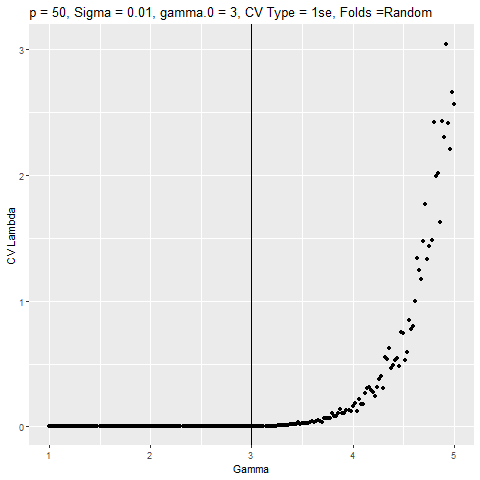 p = 50, Sigma = 0.01, gamma.0 = 3, CV Type = 1se, Folds =Random
3
2
1
0
CV Lambda
1 2 3 4 5
Gamma